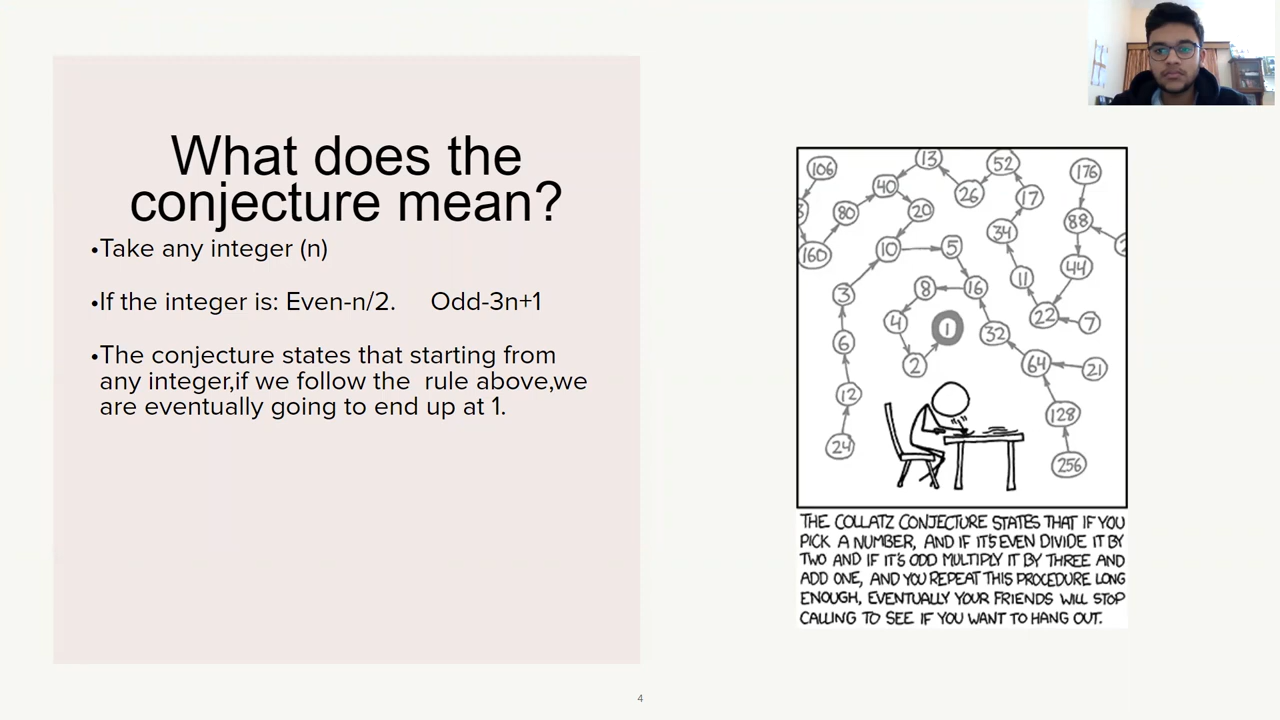 What does the
conjecture mean?
•Take any integer (n)
•If the integer is: Even-n/2. Odd-3n+1
•The conjecture states that starting from
any integer,if we follow the rule above,we
are eventually going to end up at 1.
106
13
52
176
40
26
17
80
20
88
34
160
10
5
44
11
3
8
16
22
7
4
1
32
6
2
64
21
12
128
24
256
THE COLLATZ CONJECTURE STATES THAT IF YOU
PICK A NUMBER, AND IF IT'S EVEN DIVIDE IT BY
TWO AND IF IT'S ODD MULTIPLY IT BY THREE AND
ADD ONE, AND YOU REPEAT THIS PROCEDURE LONG
ENOUGH, EVENTUALLY YOUR FRIENDS WILL STOP
CALLING TO SEE IF YOU WANT TO HANG OUT.
4